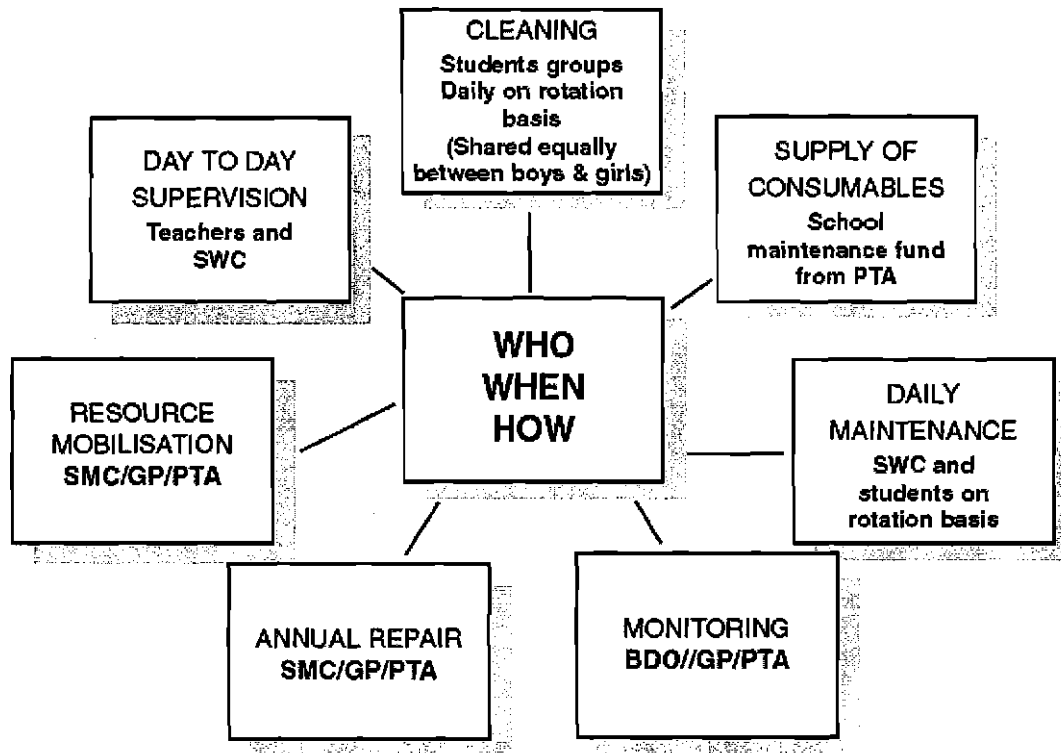 CLEANING
Students groups
Daily on rotation
basis
(Shared equally
between boys & girls)
DAY TO DAY
SUPERVISION
Teachers and
SWC
SUPPLY OF
CONSUMABLES
School
maintenance fund
from PTA
WHO
WHEN
HOW
RESOURCE
MOBILISATION
SMC/GP/PTA
DAILY
MAINTENANCE
SWC and
students on
rotation basis
ANNUAL REPAIR
SMC/GP/PTA
MONITORING
BDO//GP/PTA